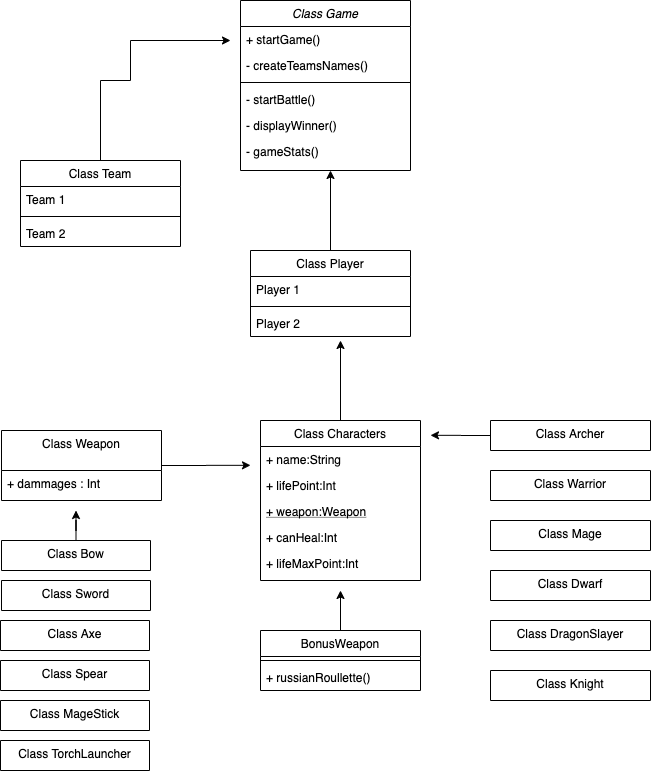 Class Game
+ startGame()
- createTeamsNames()
- startBattle()
- displayWinner()
- gameStats()
Class Team
Team 1
Team 2
Class Player
Player 1
Player 2
Class Weapon
+ dammages : Int
Class Characters
+ name:String
+ lifePoint:Int
+ weapon:Weapon
+ canHeal:Int
+ lifeMaxPoint:Int
Class Archer
Class Warrior
Class Mage
Class Dwarf
Class DragonSlayer
Class Knight
Class Bow
Class Sword
Class Axe
Class Spear
Class MageStick
Class TorchLauncher
BonusWeapon
+ russianRoullette()